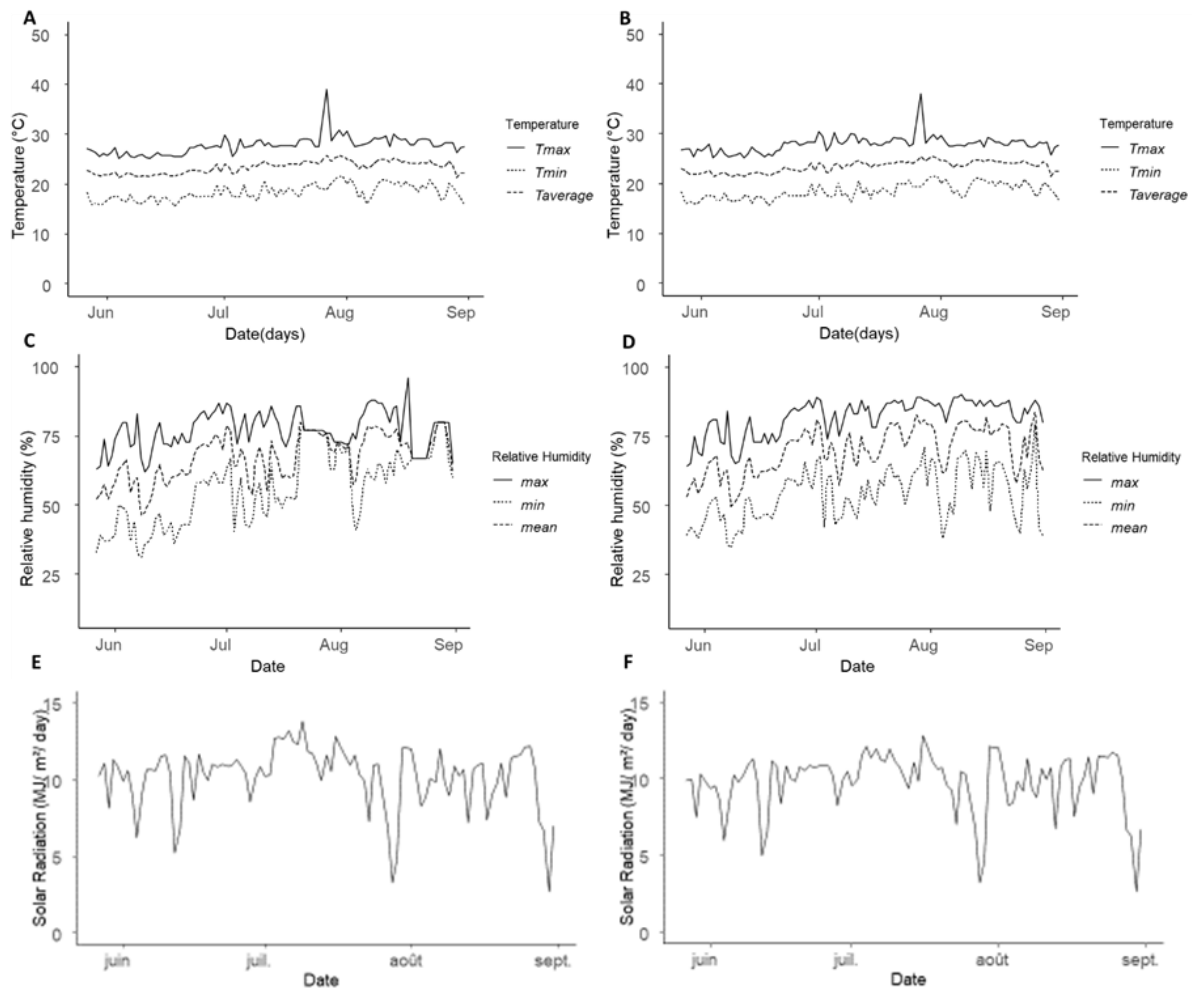 A
50
40
30
20
10
0
Temperature (°C)
Jun Jul Aug Sep
Date(days)
Temperature
Tmax
Tmin
Taverage
B
50
40
30
20
10
0
Temperature (°C)
Jun Jul Aug Sep
Date(days)
Temperature
Tmax
Tmin
Taverage
C
100
75
50
25
Relative humidity (%)
Jun Jul Aug Sep
Date
Relative Humidity
max
min
mean
D
100
75
50
25
Relative humidity (%)
Jun Jul Aug Sep
Date
Relative Humidity
max
min
mean
E
15
10
5
0
Solar Radiation (MJ/ m²/ day)
juin juil. août sept.
Date
F
15
10
5
0
Solar Radiation (MJ/ m²/ day)
juin juil. août sept.
Date